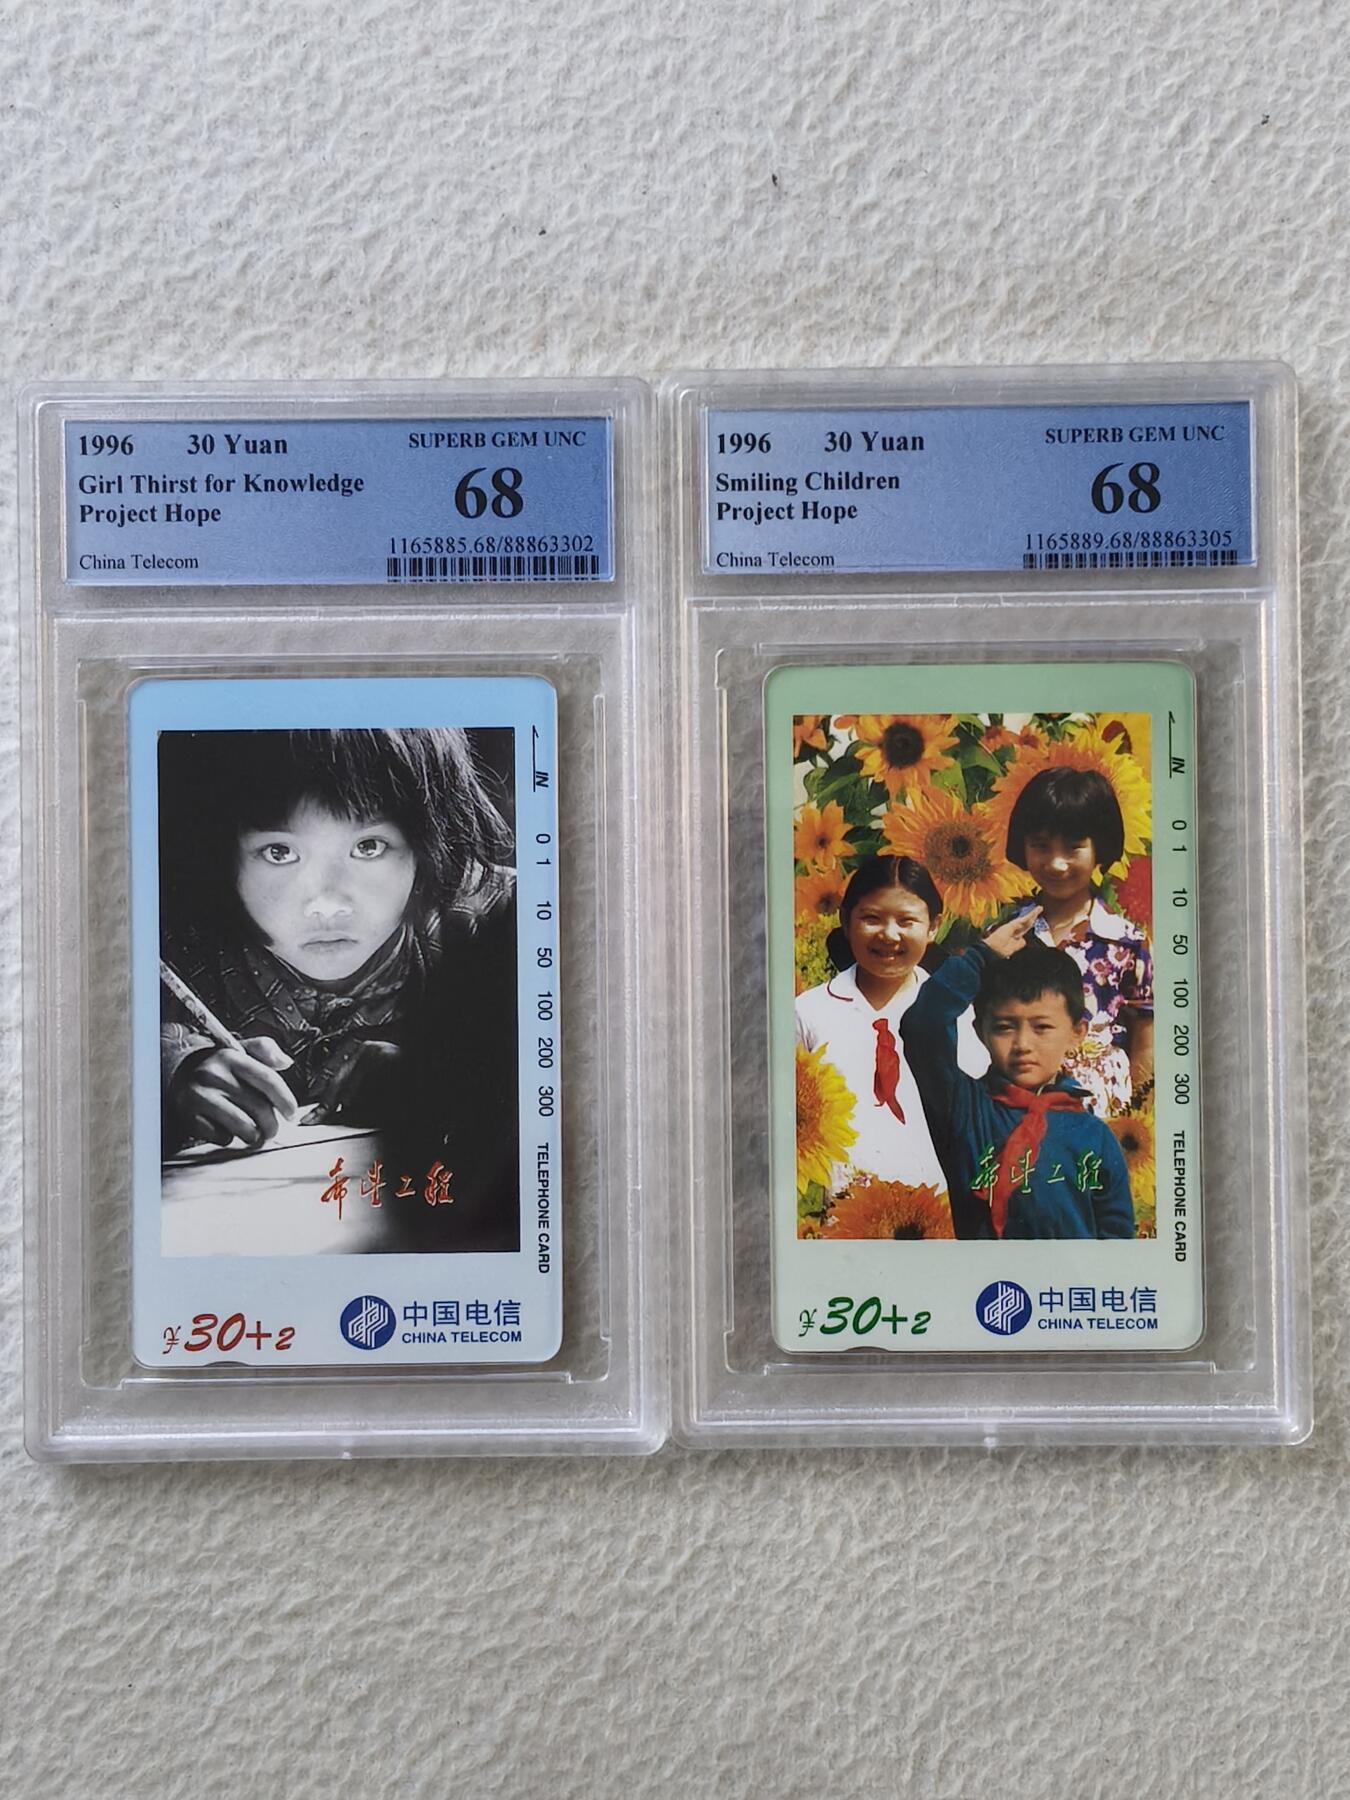 1996 30 Yuan SUPERB GEM UNC
Girl Thirst for Knowledge 68
Project Hope
1165885.68/88863302
China Telecom
IN 0 1 10 50 100 200 300 TELEPHONE CARD
希望工程
¥30+2
中国电信
CHINA TELECOM
1996 30 Yuan SUPERB GEM UNC
Smiling Children 68
Project Hope
1165889.68/88863305
China Telecom
IN 0 1 10 50 100 200 300 TELEPHONE CARD
希望工程
¥30+2
中国电信
CHINA TELECOM